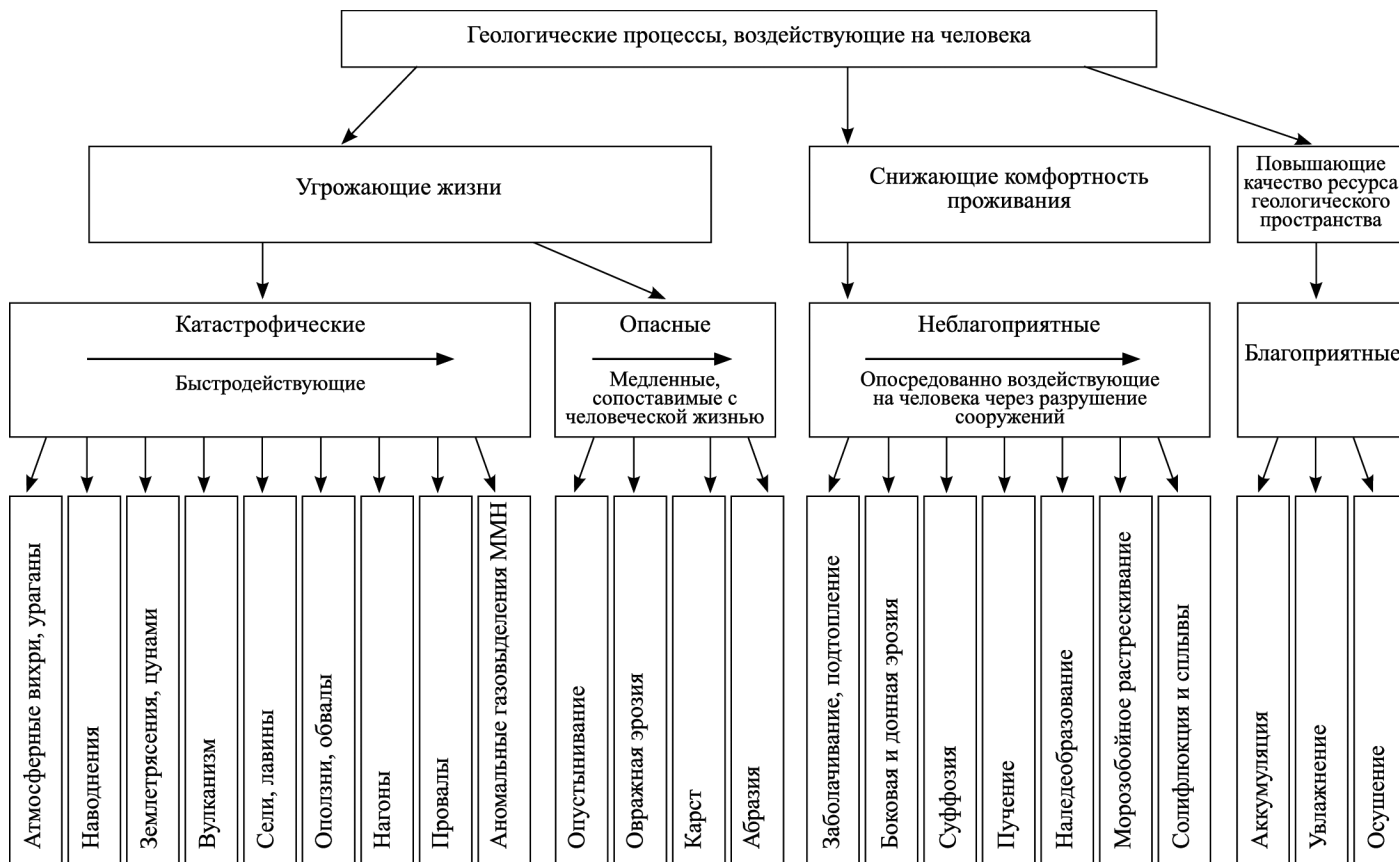 Геологические процессы, воздействующие на человека
Угрожающие жизни
Снижающие комфортность
проживания
Повышающие
качество ресурса
геологического
пространства
Катастрофические
Быстродействующие
Опасные
Медленные,
сопоставимые с
человеческой жизнью
Неблагоприятные
Опосредованно воздействующие
на человека через разрушение
сооружений
Благоприятные
Атмосферные вихри, ураганы
Наводнения
Землетрясения, цунами
Вулканизм
Сели, лавины
Оползни, обвалы
Нагоны
Провалы
Аномальные газовыделения ММН
Опустынивание
Овражная эрозия
Карст
Абразия
Заболачивание, подтопление
Боковая и донная эрозия
Суффозия
Пучение
Наледеобразование
Морозобойное растрескивание
Солифлюкция и сплывы
Аккумуляция
Увлажнение
Осушение